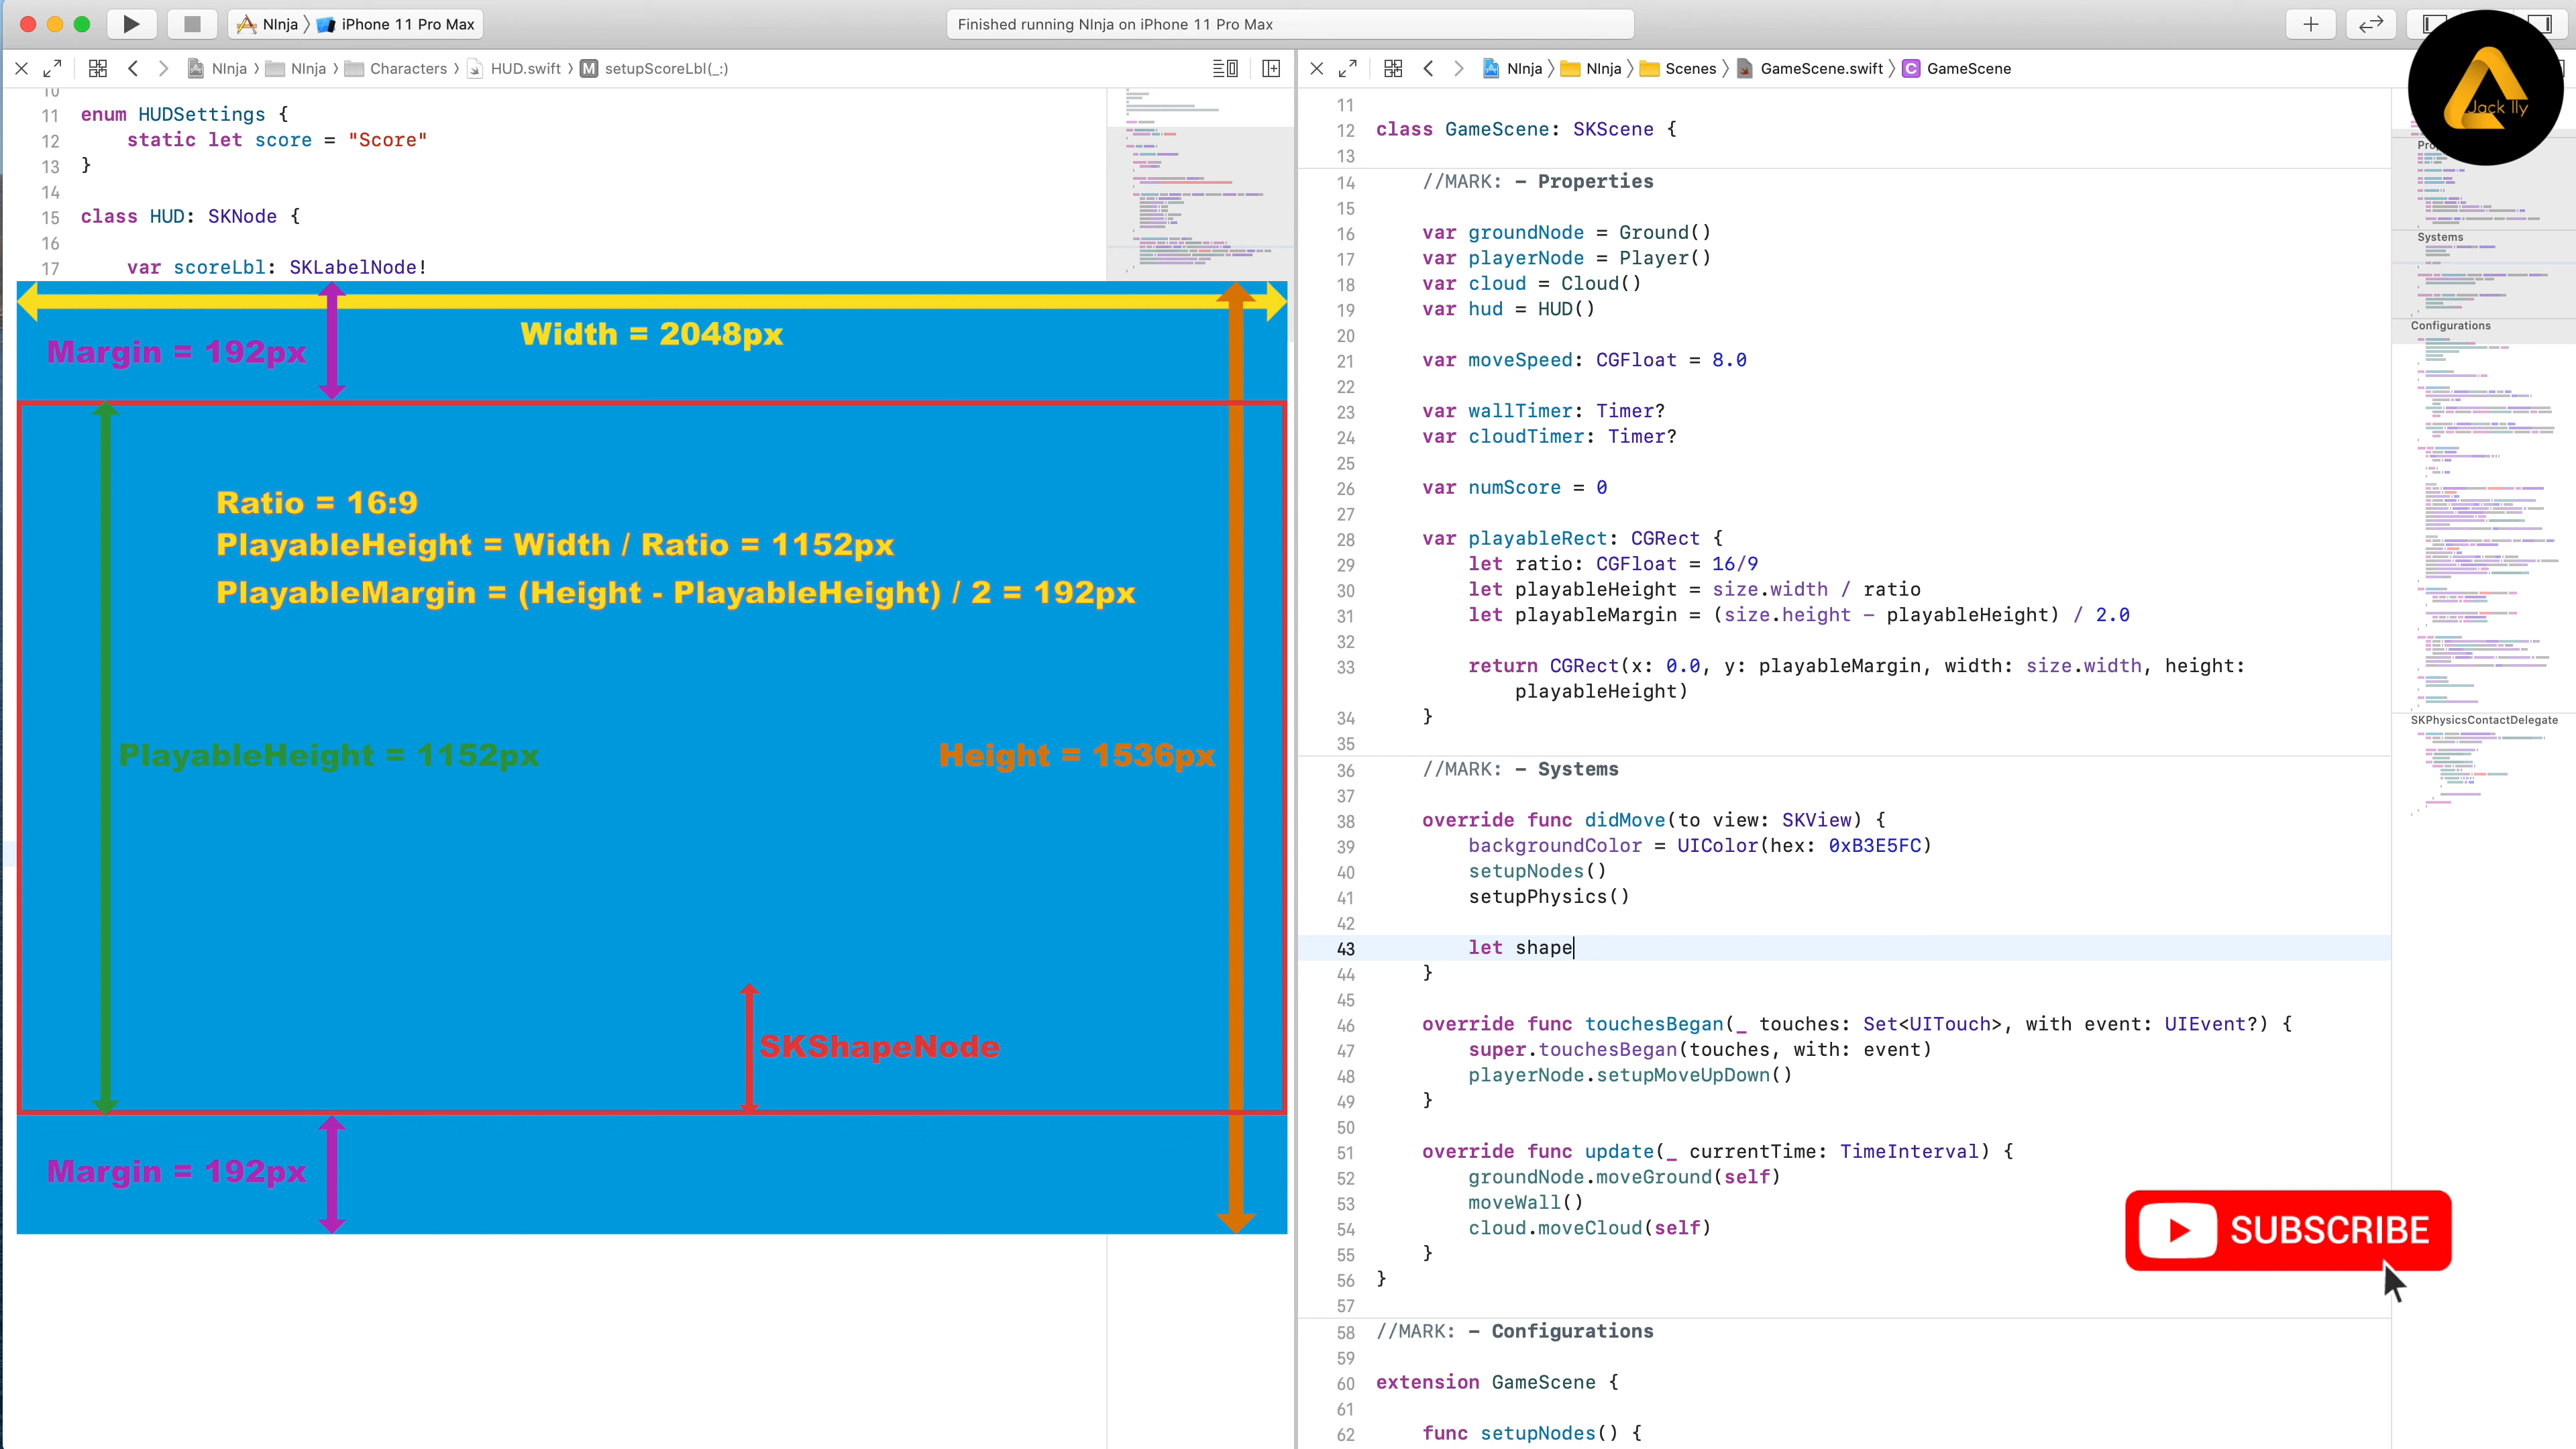 NInja 〉 iPhone 11 Pro Max
Finished running NInja on iPhone 11 Pro Max
NInja 〉 NInja 〉 Characters 〉 HUD.swift 〉 M setupScoreLbl(_:)
10
11 enum HUDSettings {
12 static let score = "Score"
13 }
14
15 class HUD: SKNode {
16
17 var scoreLbl: SKLabelNode!
Width = 2048px
Margin = 192px
Ratio = 16:9
PlayableHeight = Width / Ratio = 1152px
PlayableMargin = (Height - PlayableHeight) / 2 = 192px
PlayableHeight = 1152px
Height = 1536px
SKShapeNode
Margin = 192px
NInja 〉 NInja 〉 Scenes 〉 GameScene.swift 〉 C GameScene
11
12 class GameScene: SKScene {
13
14 //MARK: - Properties
15
16 var groundNode = Ground()
17 var playerNode = Player()
18 var cloud = Cloud()
19 var hud = HUD()
20
21 var moveSpeed: CGFloat = 8.0
22
23 var wallTimer: Timer?
24 var cloudTimer: Timer?
25
26 var numScore = 0
27
28 var playableRect: CGRect {
29 let ratio: CGFloat = 16/9
30 let playableHeight = size.width / ratio
31 let playableMargin = (size.height - playableHeight) / 2.0
32
33 return CGRect(x: 0.0, y: playableMargin, width: size.width, height:
playableHeight)
34 }
35
36 //MARK: - Systems
37
38 override func didMove(to view: SKView) {
39 backgroundColor = UIColor(hex: 0xB3E5FC)
40 setupNodes()
41 setupPhysics()
42
43 let shape
44 }
45
46 override func touchesBegan(_ touches: Set<UITouch>, with event: UIEvent?) {
47 super.touchesBegan(touches, with: event)
48 playerNode.setupMoveUpDown()
49 }
50
51 override func update(_ currentTime: TimeInterval) {
52 groundNode.moveGround(self)
53 moveWall()
54 cloud.moveCloud(self)
55 }
56 }
57
58 //MARK: - Configurations
59
60 extension GameScene {
61
62 func setupNodes() {
Jack Ily
Systems
Configurations
SKPhysicsContactDelegate
SUBSCRIBE